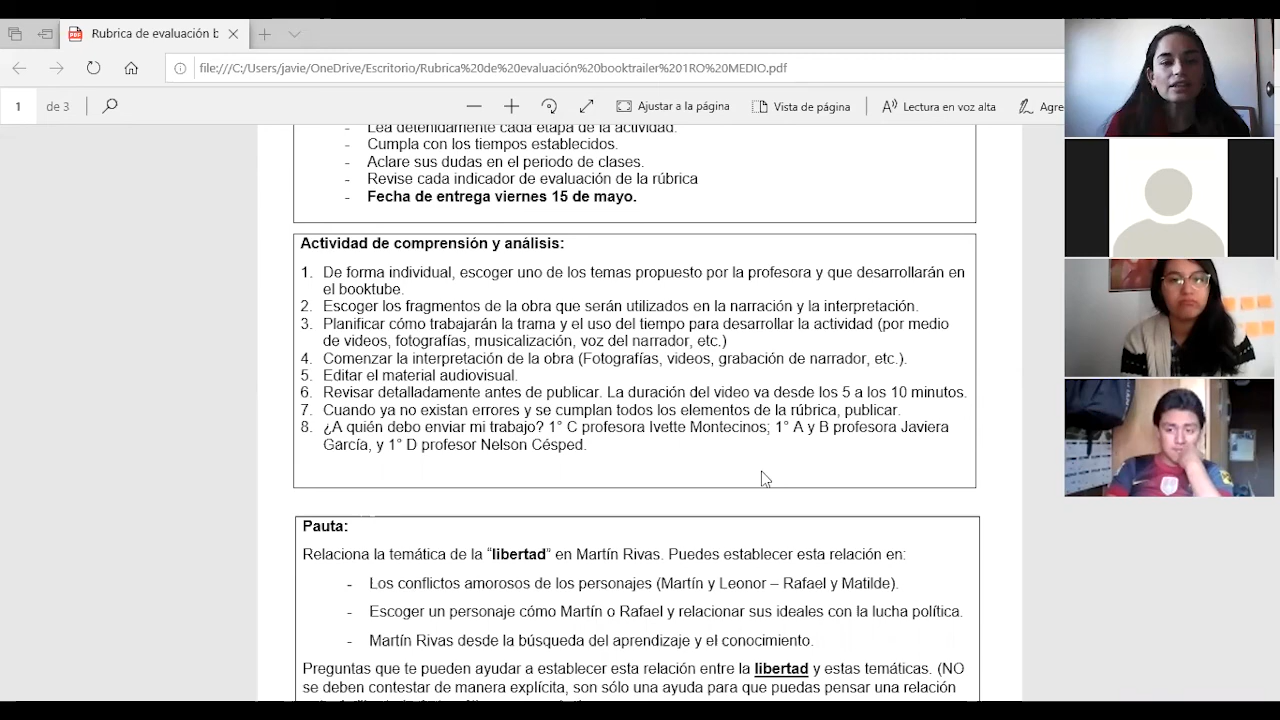 Rubrica de evaluación b
file:///C:/Users/javie/OneDrive/Escritorio/Rubrica%20de%20evaluación%20booktrailer%201RO%20MEDIO.pdf
1 de 3 Ajustar a la página Vista de página Lectura en voz alta Agre
- Lea detenidamente cada etapa de la actividad.
- Cumpla con los tiempos establecidos.
- Aclare sus dudas en el periodo de clases.
- Revise cada indicador de evaluación de la rúbrica
- Fecha de entrega viernes 15 de mayo.
Actividad de comprensión y análisis:
1. De forma individual, escoger uno de los temas propuesto por la profesora y que desarrollarán en
el booktube.
2. Escoger los fragmentos de la obra que serán utilizados en la narración y la interpretación.
3. Planificar cómo trabajarán la trama y el uso del tiempo para desarrollar la actividad (por medio
de videos, fotografías, musicalización, voz del narrador, etc.)
4. Comenzar la interpretación de la obra (Fotografías, videos, grabación de narrador, etc.).
5. Editar el material audiovisual.
6. Revisar detalladamente antes de publicar. La duración del video va desde los 5 a los 10 minutos.
7. Cuando ya no existan errores y se cumplan todos los elementos de la rúbrica, publicar.
8. ¿A quién debo enviar mi trabajo? 1° C profesora Ivette Montecinos; 1° A y B profesora Javiera
García, y 1° D profesor Nelson Césped.
Pauta:
Relaciona la temática de la “libertad” en Martín Rivas. Puedes establecer esta relación en:
- Los conflictos amorosos de los personajes (Martín y Leonor – Rafael y Matilde).
- Escoger un personaje cómo Martín o Rafael y relacionar sus ideales con la lucha política.
- Martín Rivas desde la búsqueda del aprendizaje y el conocimiento.
Preguntas que te pueden ayudar a establecer esta relación entre la libertad y estas temáticas. (NO
se deben contestar de manera explícita, son sólo una ayuda para que puedas pensar una relación